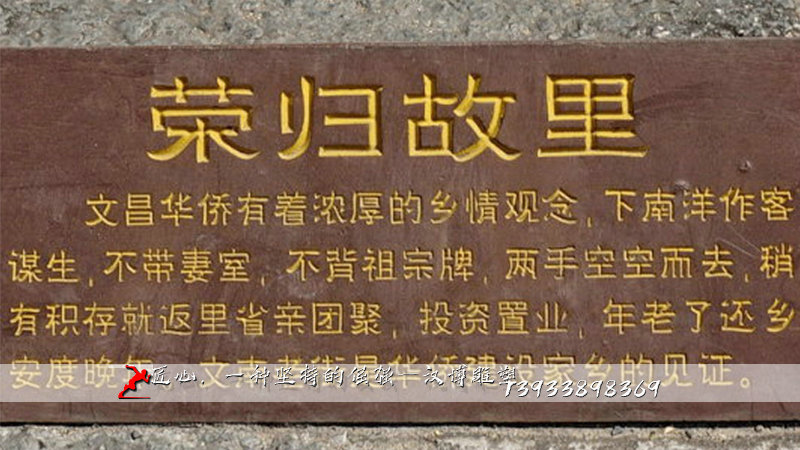 荣归故里
文昌华侨有着浓厚的乡情观念,下南洋作客
谋生,不带妻室,不背祖宗牌,两手空空而去,稍
有积存就返里省亲团聚,投资置业,年老了还乡
安度晚年。文南老街是华侨建设家乡的见证。
匠心,一种坚持的倔强
博雕塑
13933898369